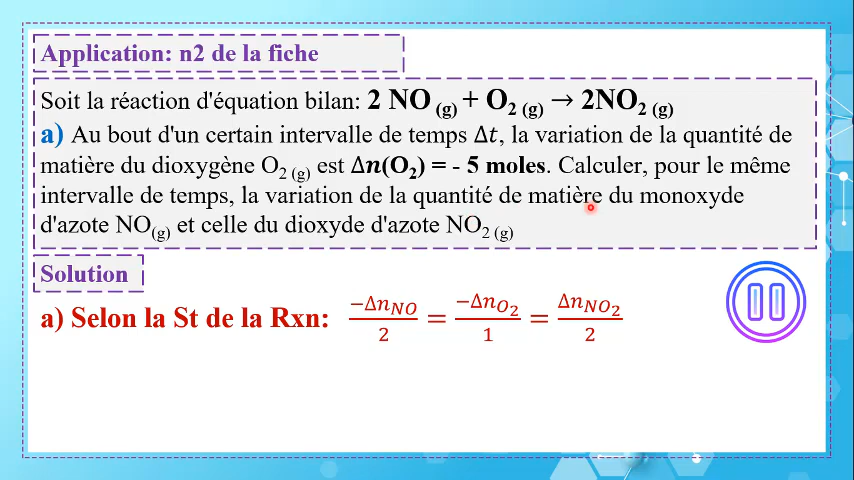 Application: n2 de la fiche
Soit la réaction d'équation bilan: 2 NO (g) + O2 (g) → 2NO2 (g)
a) Au bout d'un certain intervalle de temps Δt, la variation de la quantité de
matière du dioxygène O2 (g) est Δn(O2) = - 5 moles. Calculer, pour le même
intervalle de temps, la variation de la quantité de matière du monoxyde
d'azote NO(g) et celle du dioxyde d'azote NO2 (g)
Solution
a) Selon la St de la Rxn: −ΔnNO/2 = −ΔnO2/1 = ΔnNO2/2